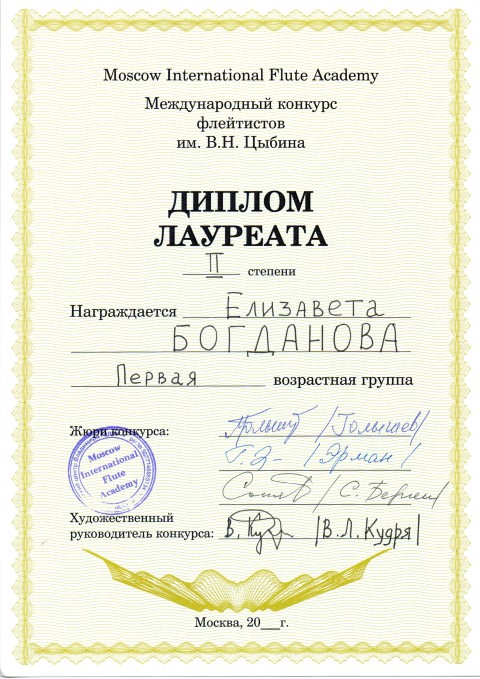 Moscow International Flute Academy
Международный конкурс
флейтистов
им. В.Н. Цыбина
ДИПЛОМ
ЛАУРЕАТА
II степени
Награждается Елизавета
БОГДАНОВА
Первая возрастная группа
Жюри конкурса: /Голышев/
/Эрман/
Moscow
International
Flute
Academy
Художественный
руководитель конкурса: /В.Л. Кудря/
Москва, 20__г.